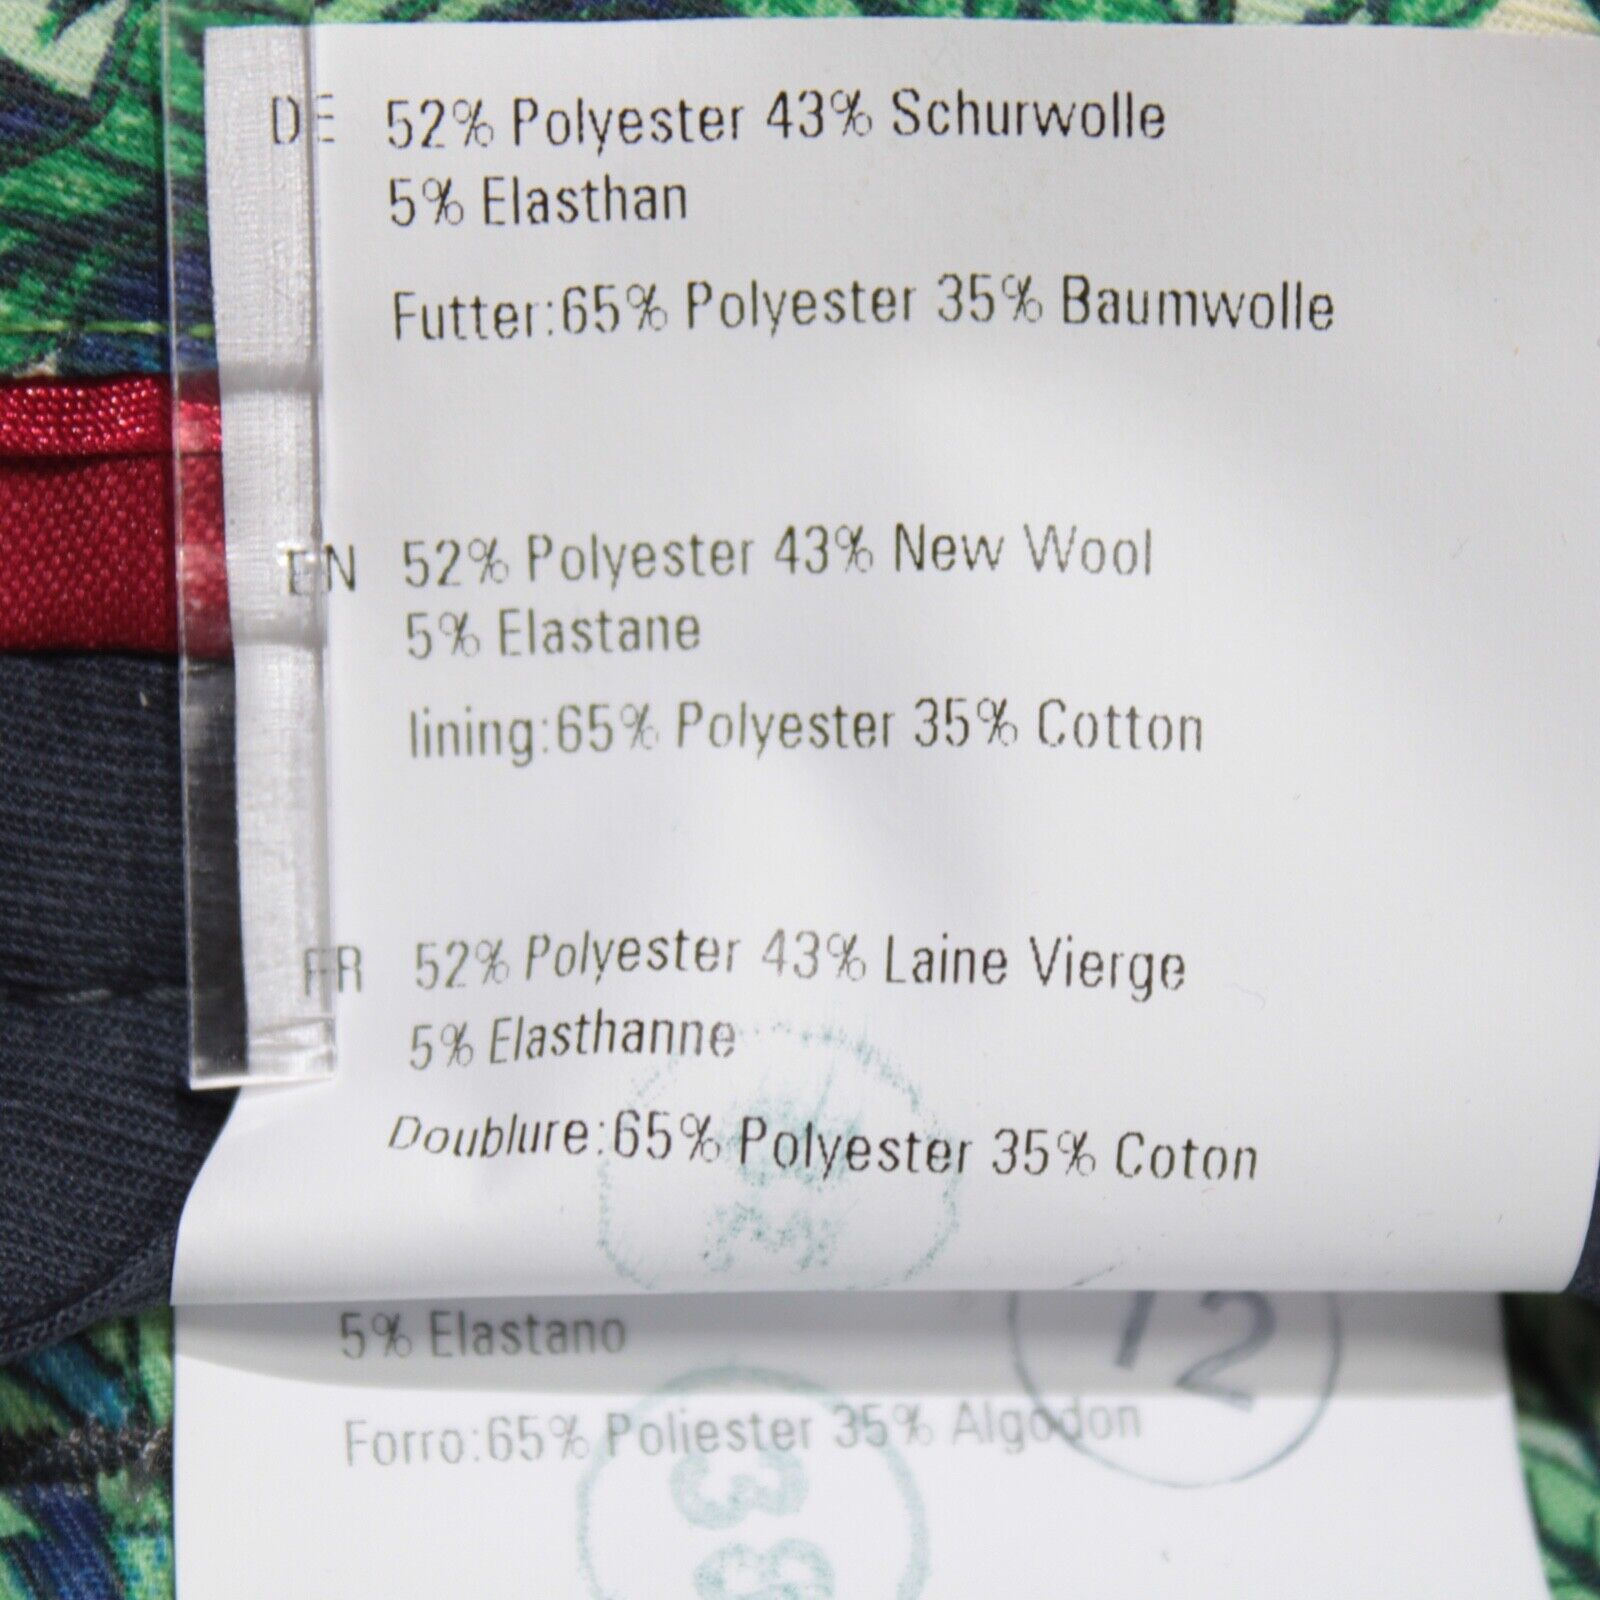 DE 52% Polyester 43% Schurwolle
5% Elasthan
Futter:65% Polyester 35% Baumwolle
EN 52% Polyester 43% New Wool
5% Elastane
lining:65% Polyester 35% Cotton
FR 52% Polyester 43% Laine Vierge
5% Elasthanne
Doublure:65% Polyester 35% Coton
5% Elastano
12
Forro:65% Poliester 35% Algodon